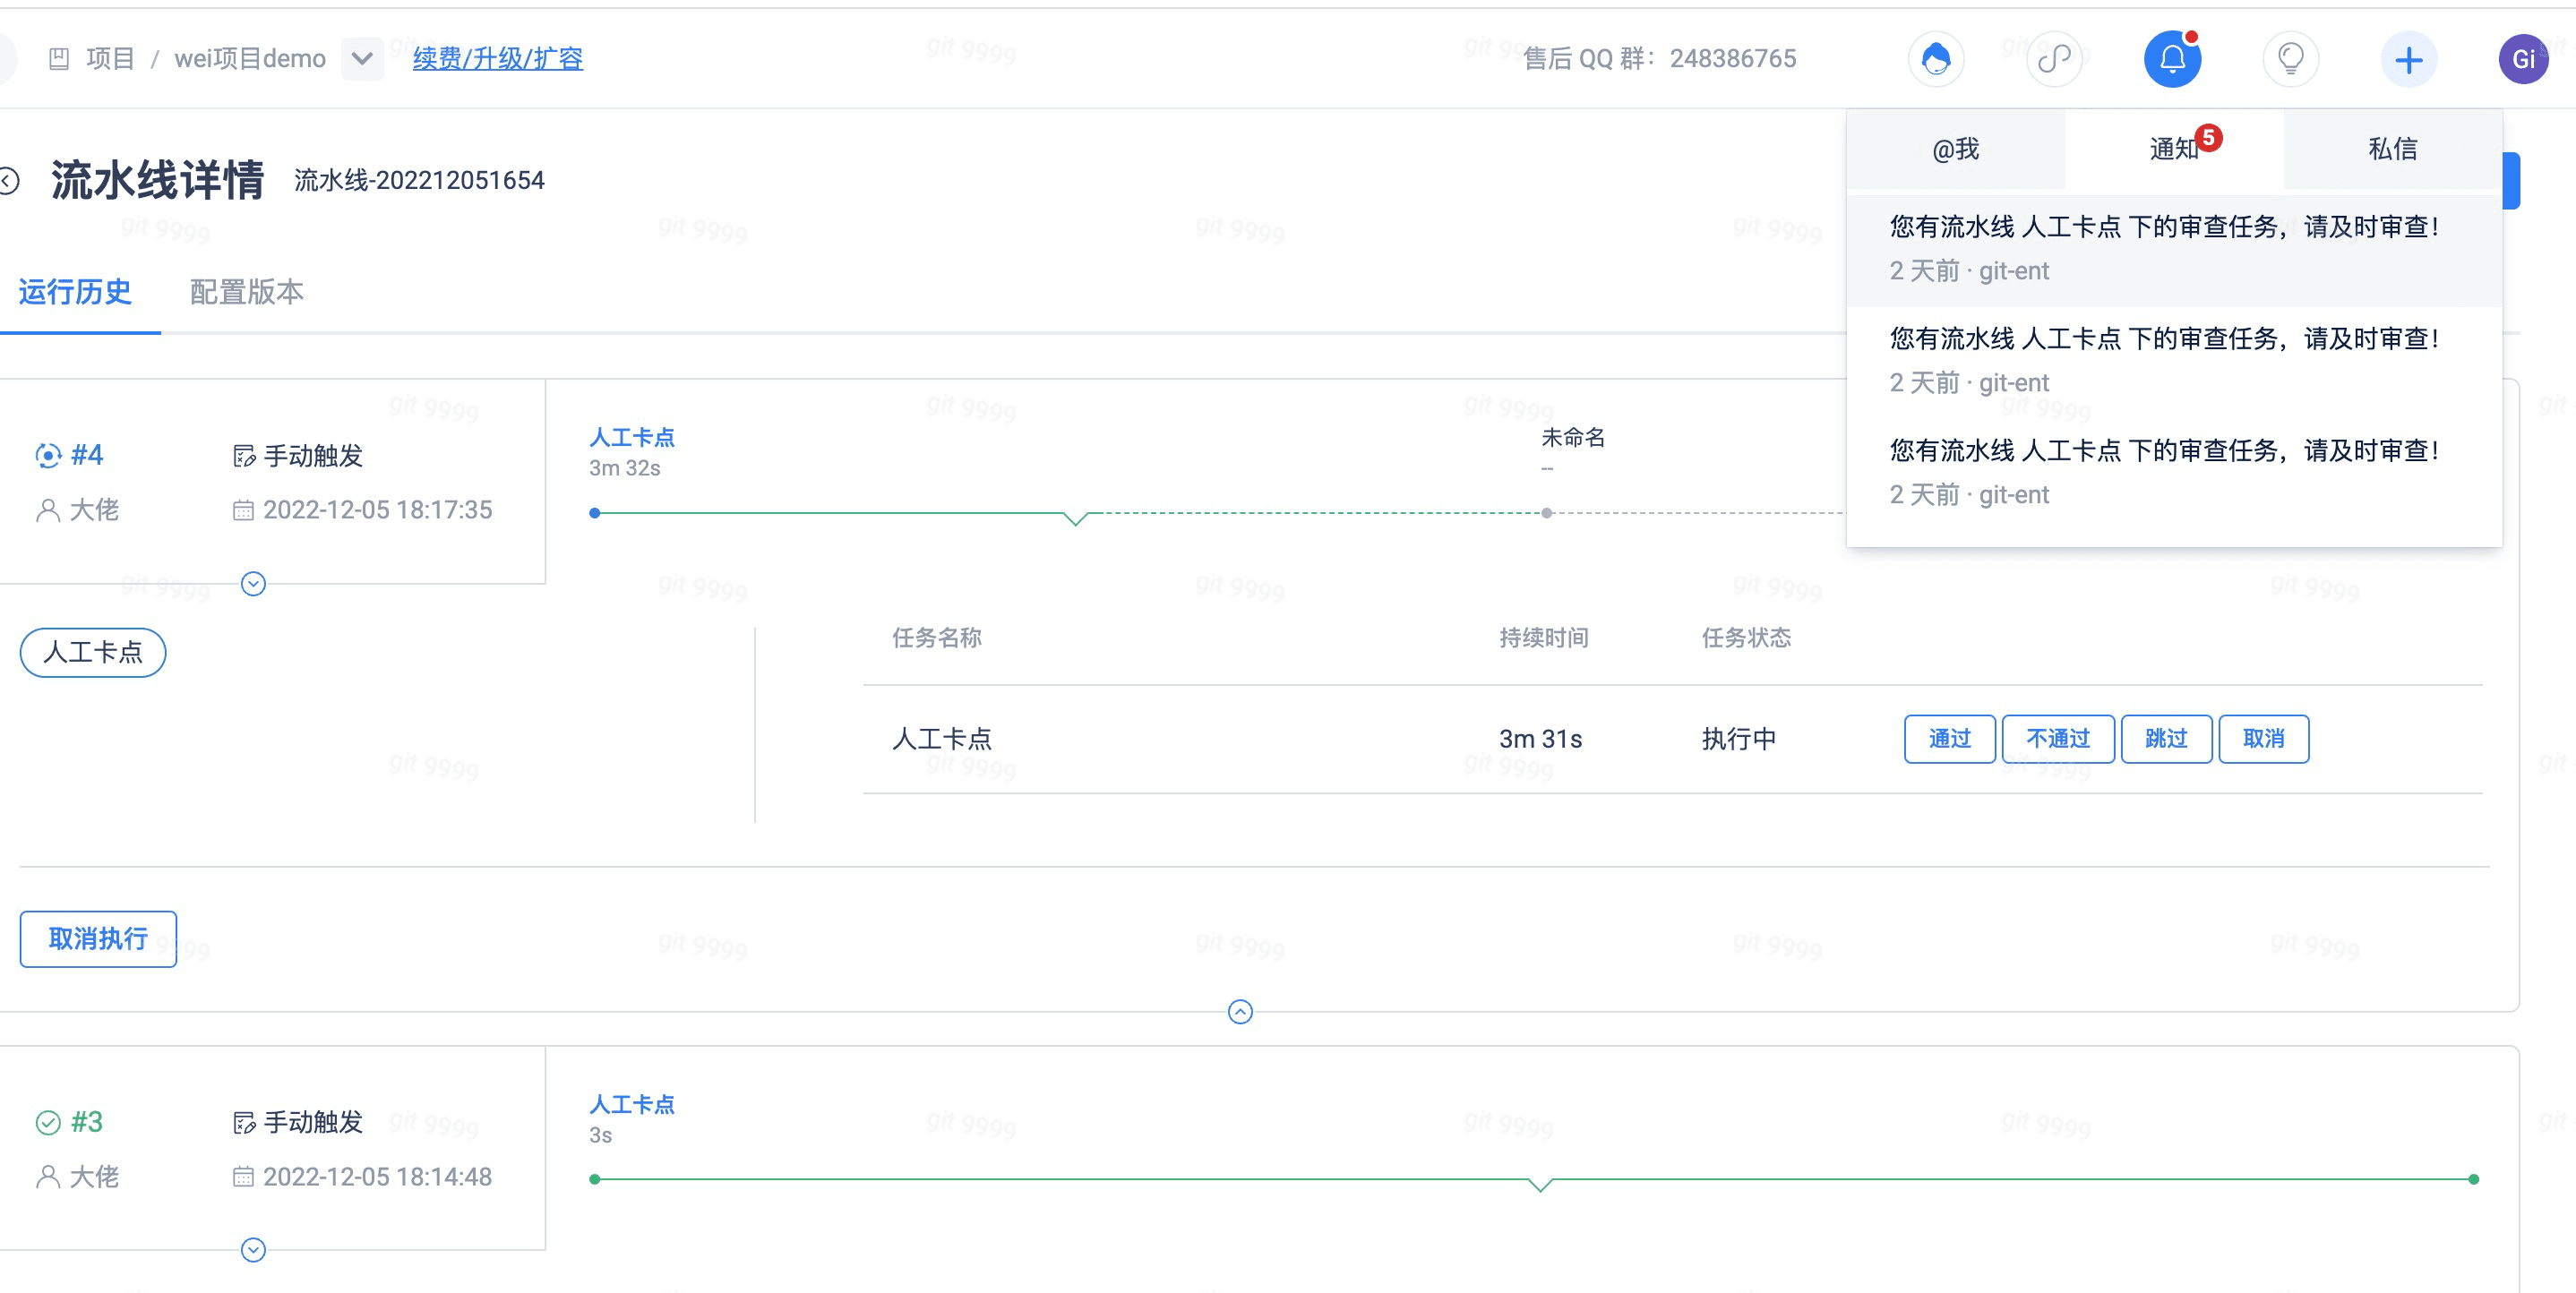 项目 / wei项目demo 续费/升级/扩容 售后 QQ 群：248386765 Gi
@我 通知 5 私信
流水线详情 流水线-202212051654
您有流水线 人工卡点 下的审查任务，请及时审查！
2 天前 · git-ent
您有流水线 人工卡点 下的审查任务，请及时审查！
2 天前 · git-ent
您有流水线 人工卡点 下的审查任务，请及时审查！
2 天前 · git-ent
运行历史 配置版本
#4 手动触发
大佬 2022-12-05 18:17:35
人工卡点 未命名
3m 32s --
人工卡点
任务名称 持续时间 任务状态
人工卡点 3m 31s 执行中 通过 不通过 跳过 取消
取消执行
#3 手动触发
大佬 2022-12-05 18:14:48
人工卡点
3s
git 9999